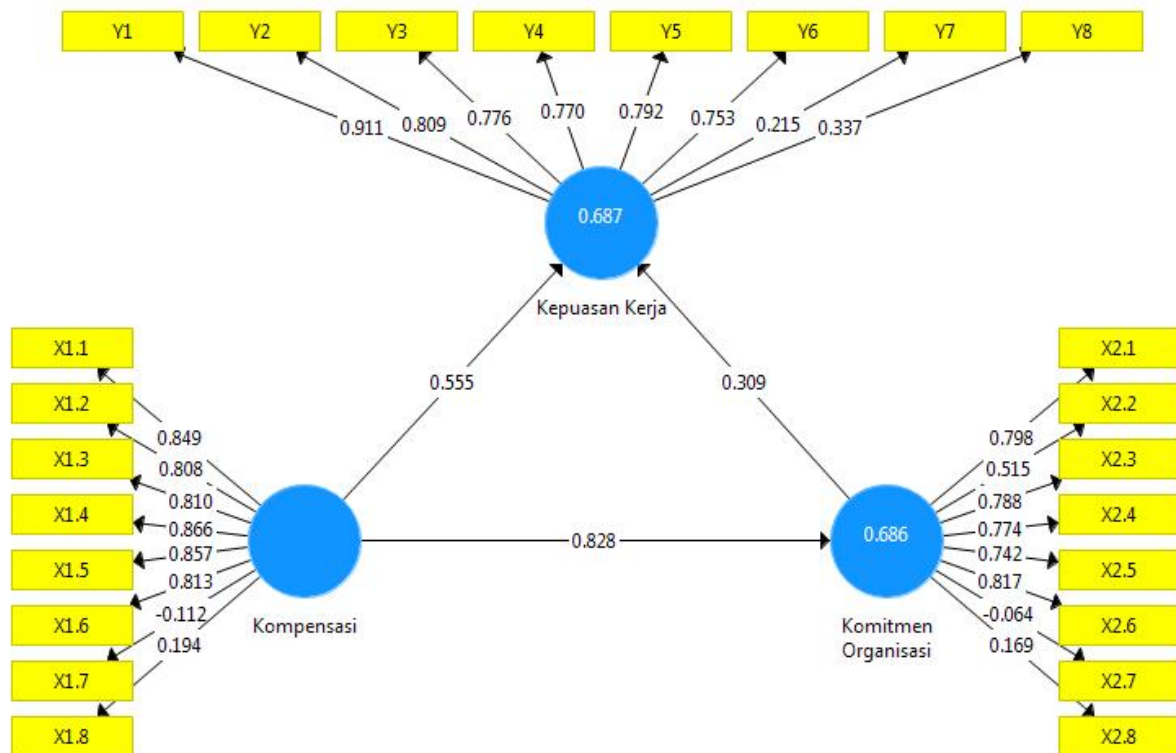 Y1 Y2 Y3 Y4 Y5 Y6 Y7 Y8
0.911 0.809 0.776 0.770 0.792 0.753 0.215 0.337
0.687
Kepuasan Kerja
X1.1
X1.2
X1.3
X1.4
X1.5
X1.6
X1.7
X1.8
0.849
0.808
0.810
0.866
0.857
0.813
-0.112
0.194
Kompensasi
0.555
0.309
0.828
0.686
Komitmen
Organisasi
0.798
0.515
0.788
0.774
0.742
0.817
-0.064
0.169
X2.1
X2.2
X2.3
X2.4
X2.5
X2.6
X2.7
X2.8